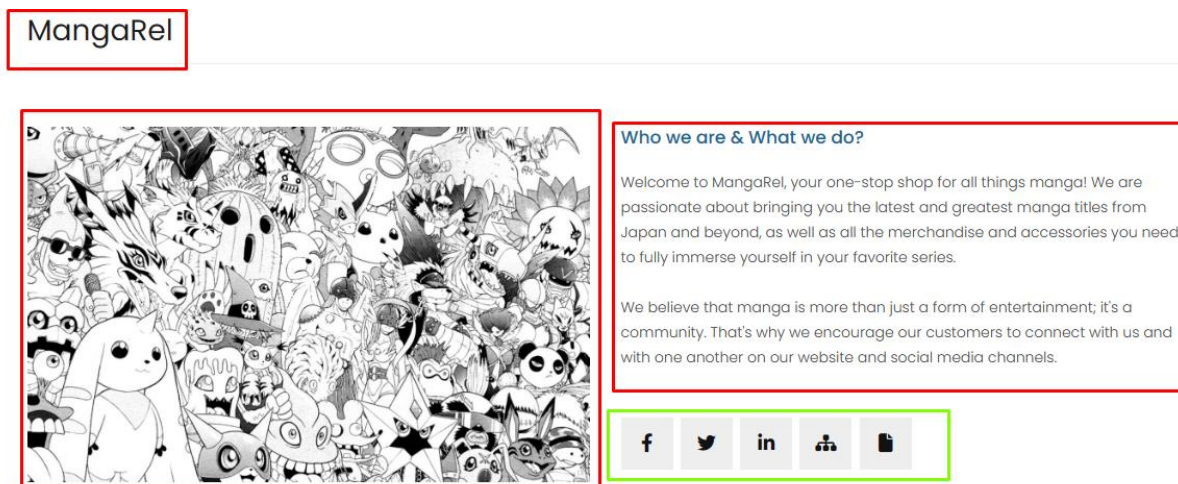 MangaRel
Who we are & What we do?
Welcome to MangaRel, your one-stop shop for all things manga! We are
passionate about bringing you the latest and greatest manga titles from
Japan and beyond, as well as all the merchandise and accessories you need
to fully immerse yourself in your favorite series.
We believe that manga is more than just a form of entertainment; it's a
community. That's why we encourage our customers to connect with us and
with one another on our website and social media channels.